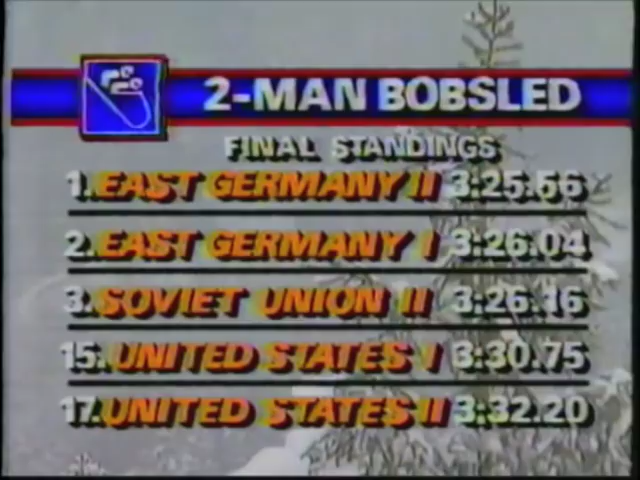 2-MAN BOBSLED
FINAL STANDINGS
1.EAST GERMANY II 3:25.56
2.EAST GERMANY I 3:26.04
3.SOVIET UNION II 3:26.16
15.UNITED STATES I 3:30.75
17.UNITED STATES II 3:32.20